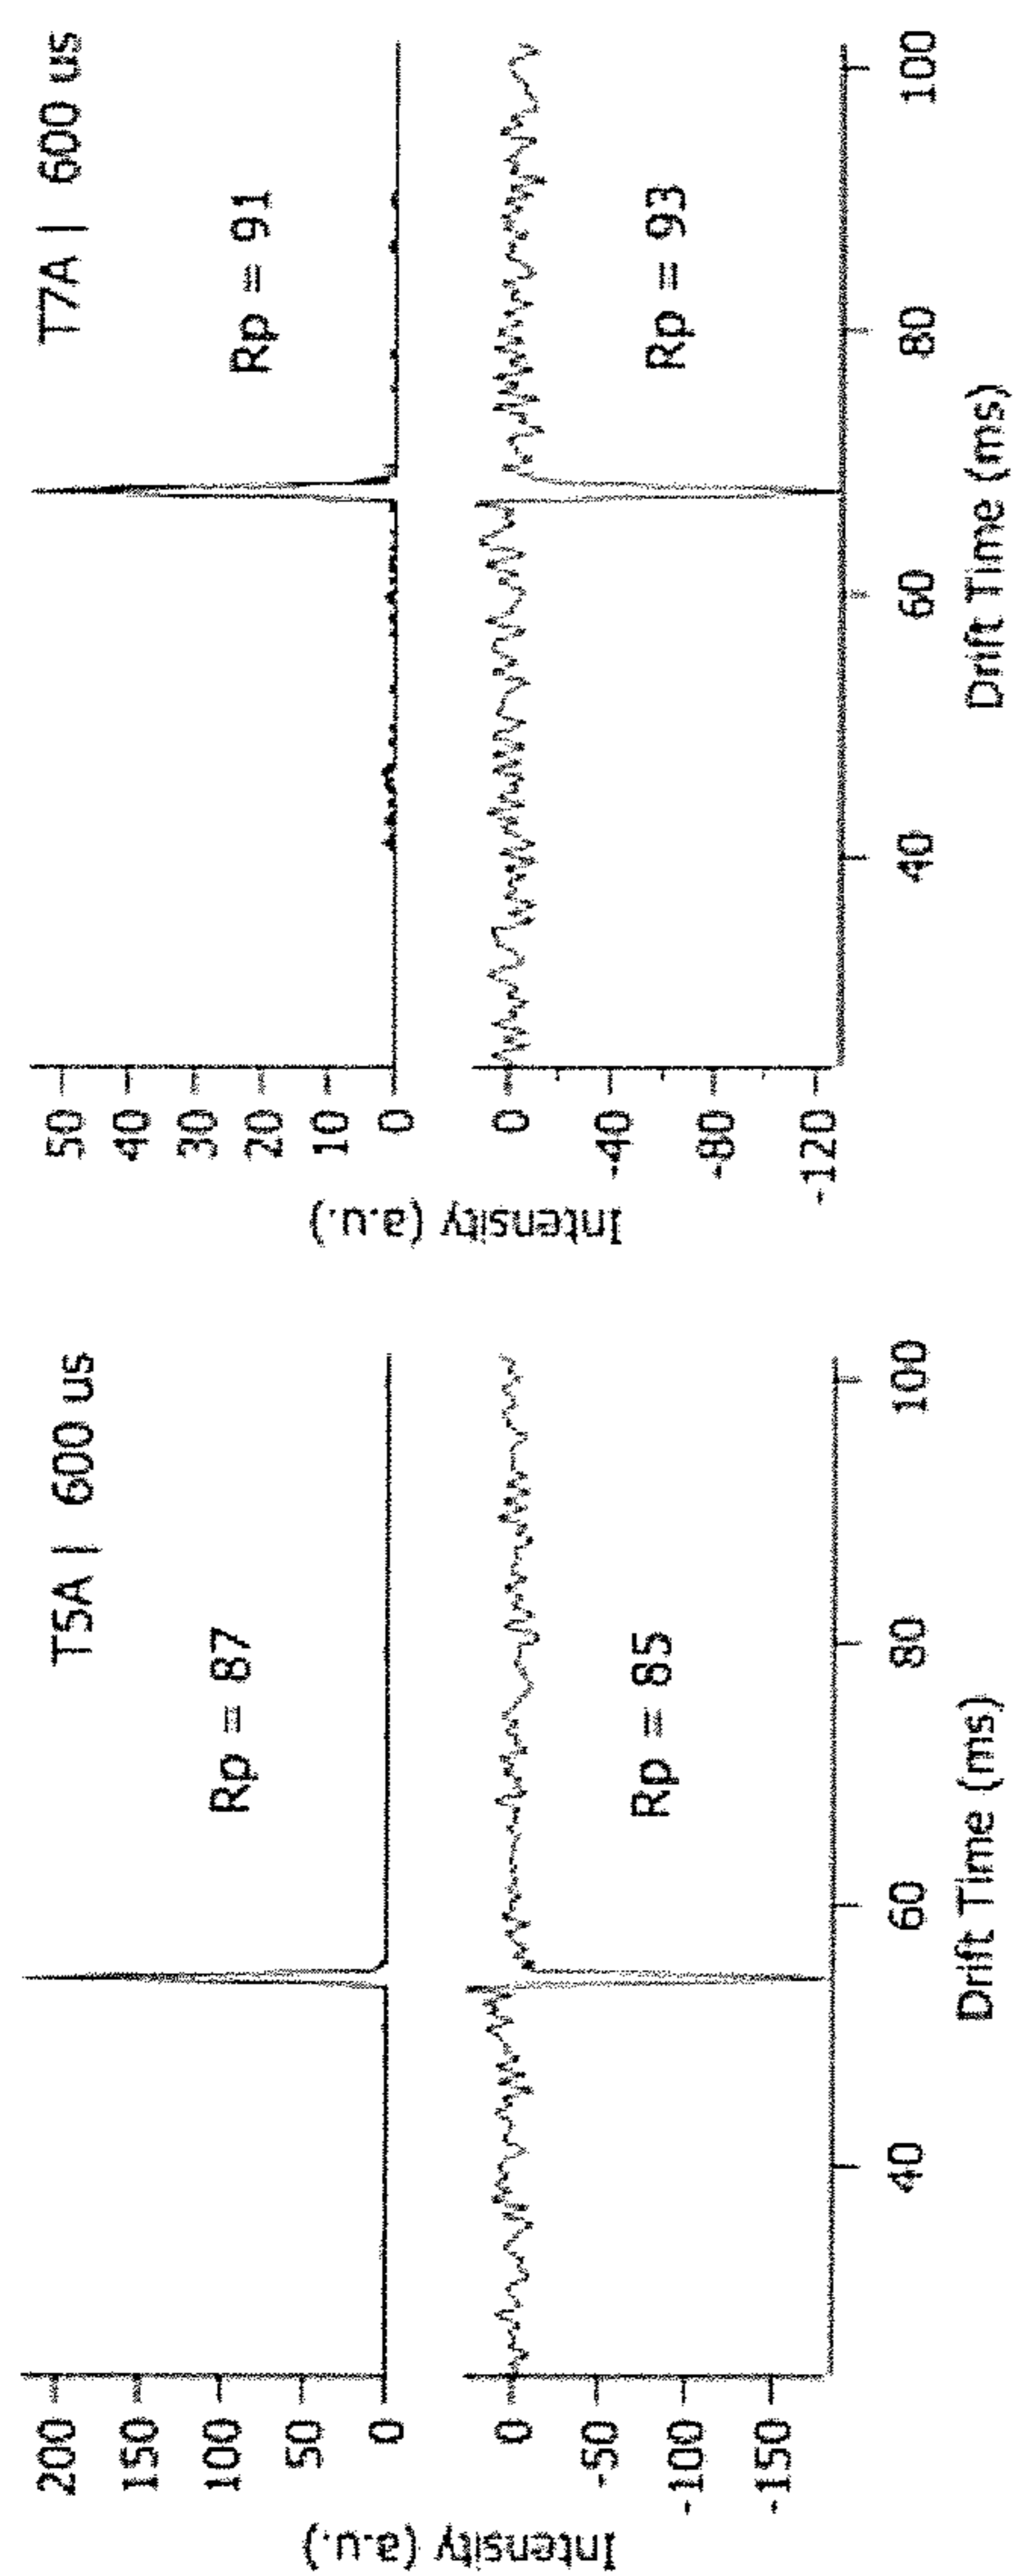 T5A | 600 us
Intensity (a.u.)
200
150
100
50
0
Rp = 87
Intensity (a.u.)
0
-50
-100
-150
Rp = 85
40
60
80
100
Drift Time (ms)
T7A | 600 us
Intensity (a.u.)
50
40
30
20
10
0
Rp = 91
0
-40
-80
-120
Rp = 93
40
60
80
100
Drift Time (ms)